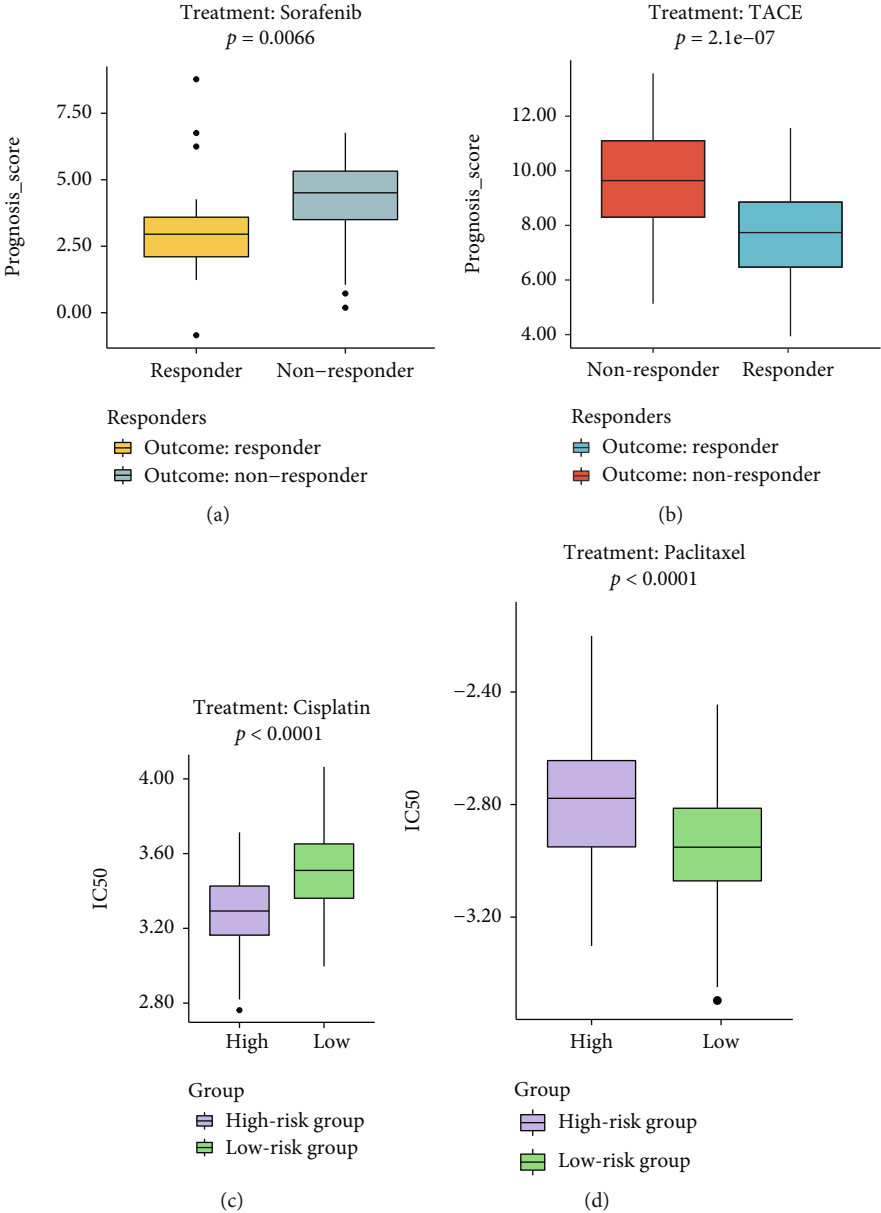 Treatment: Sorafenib
p = 0.0066
Prognosis_score
7.50
5.00
2.50
0.00
Responder
Non−responder
Responders
Outcome: responder
Outcome: non−responder
(a)
Treatment: TACE
p = 2.1e−07
Prognosis_score
12.00
10.00
8.00
6.00
4.00
Non-responder
Responder
Responders
Outcome: responder
Outcome: non-responder
(b)
Treatment: Cisplatin
p < 0.0001
IC50
4.00
3.60
3.20
2.80
High
Low
Group
High-risk group
Low-risk group
(c)
Treatment: Paclitaxel
p < 0.0001
IC50
−2.40
−2.80
−3.20
High
Low
Group
High-risk group
Low-risk group
(d)